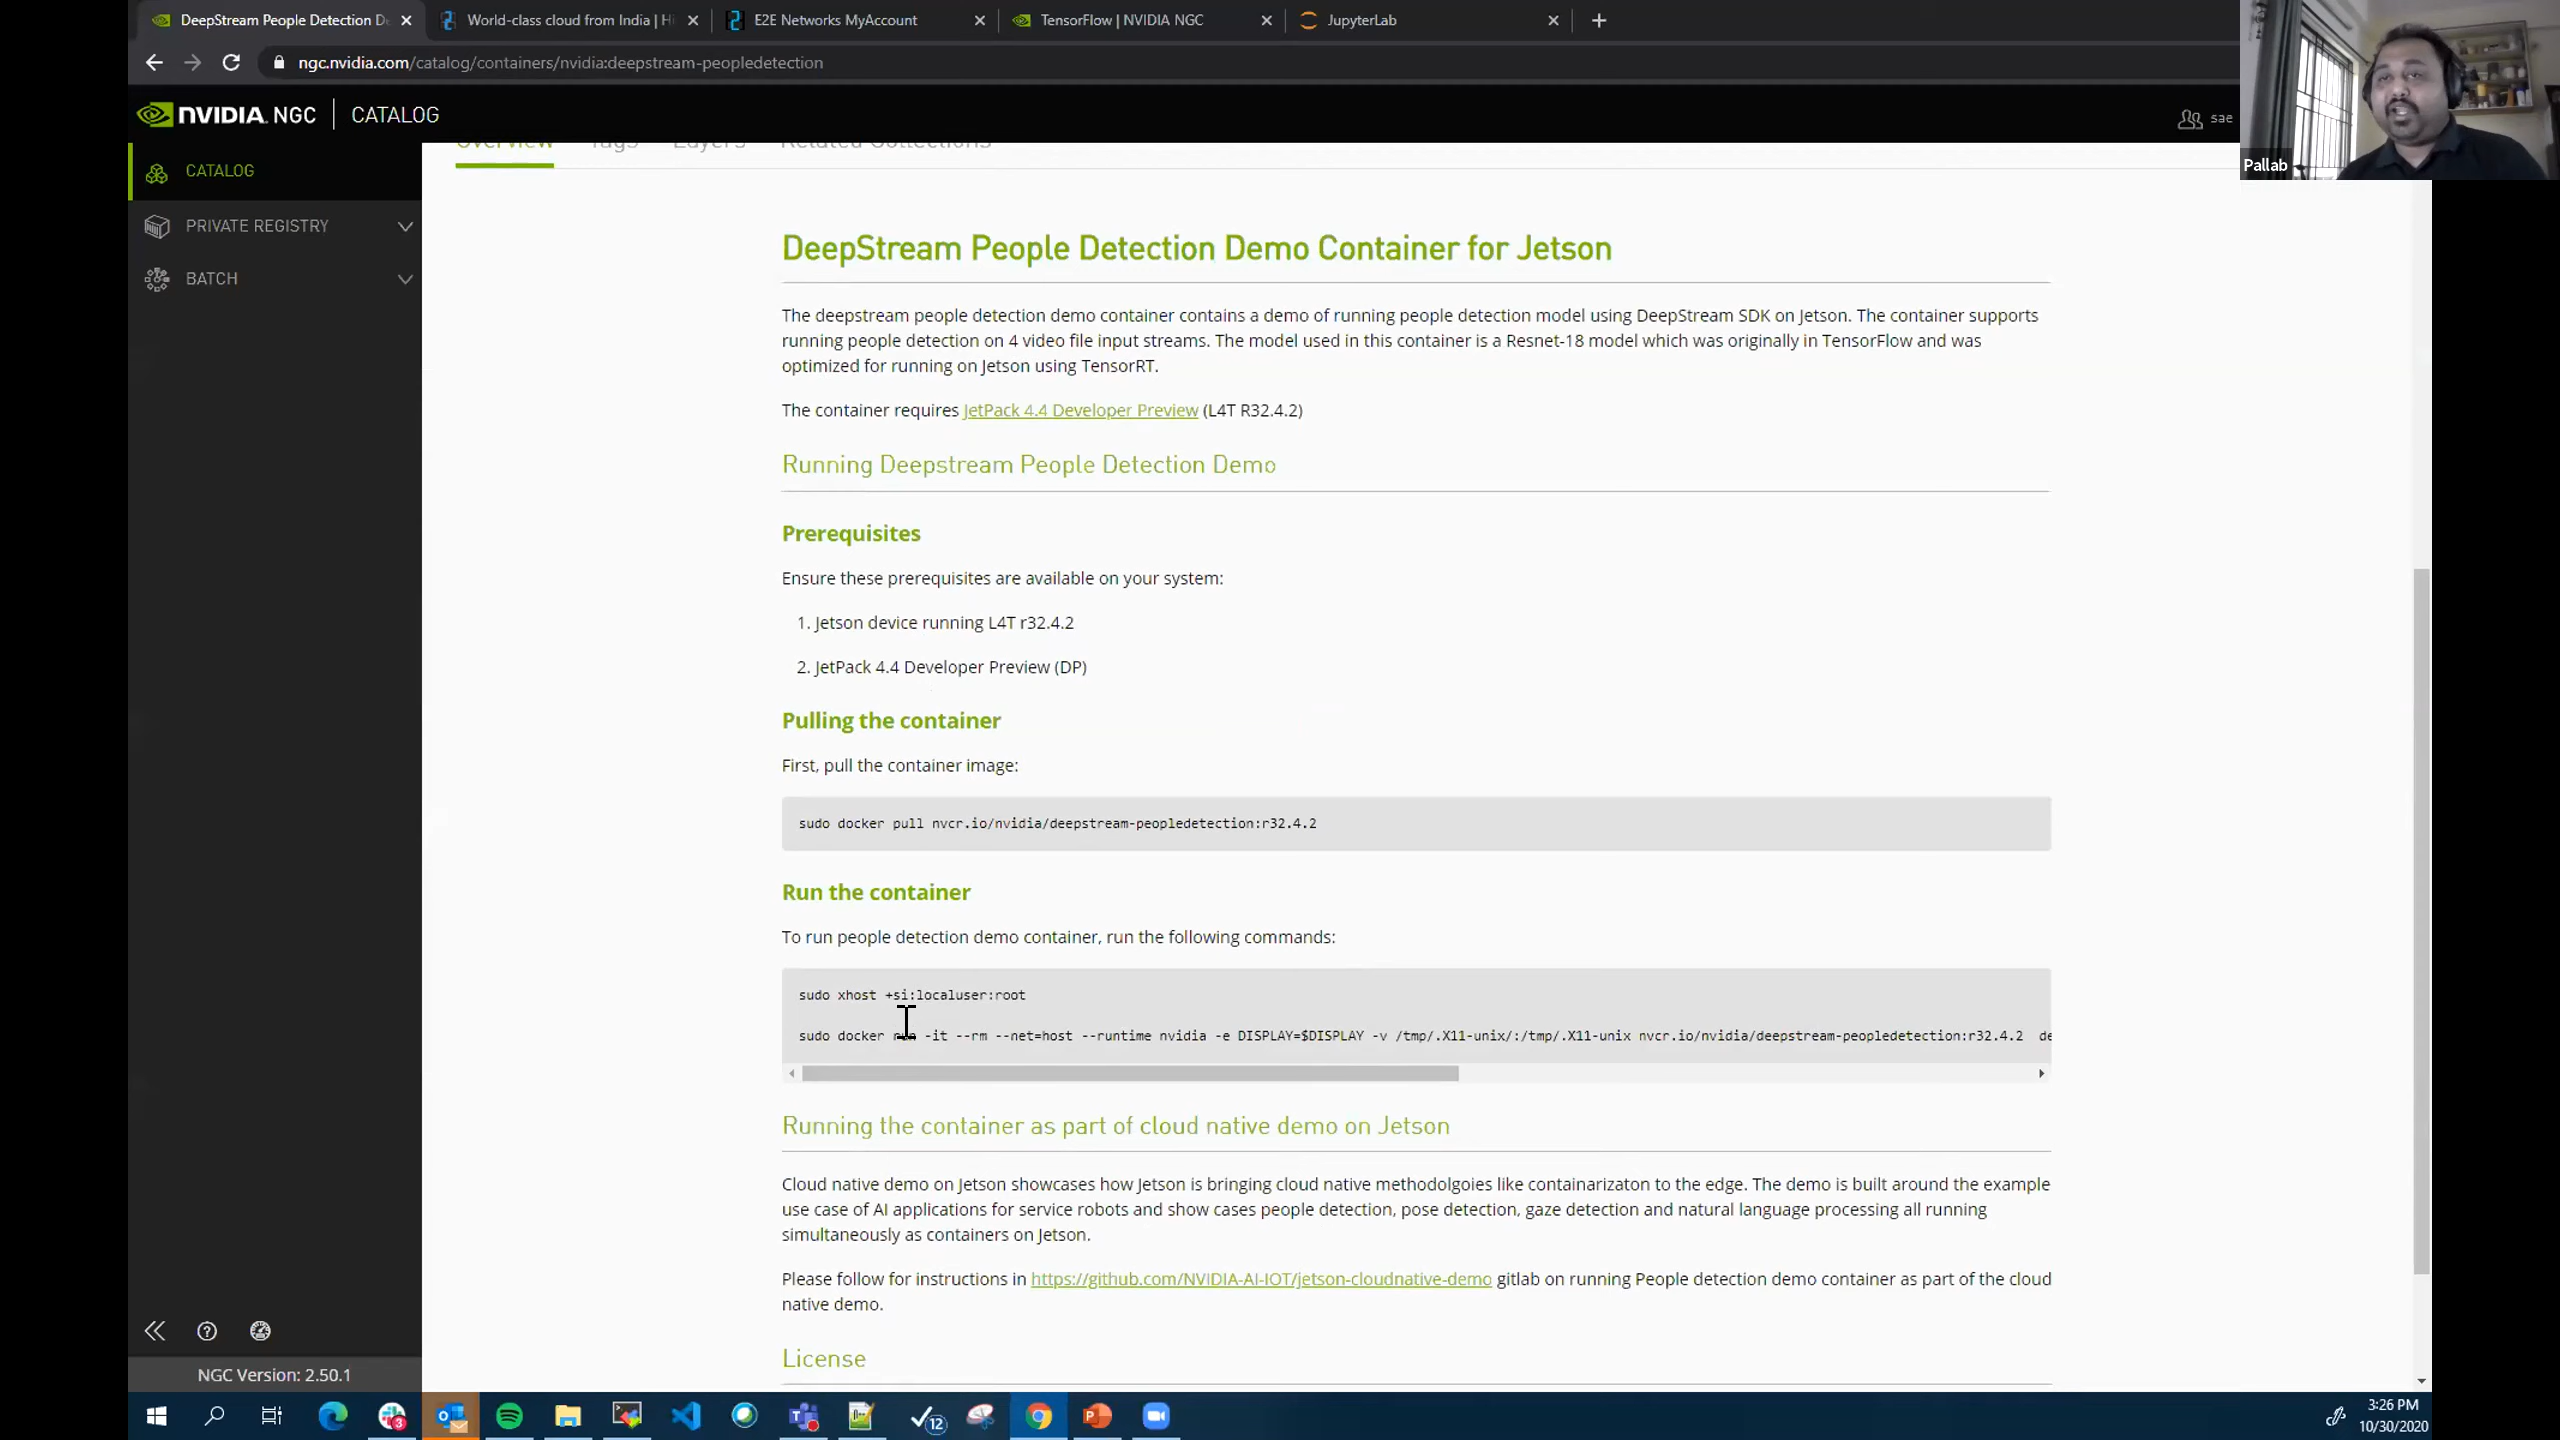 DeepStream People Detection De
World-class cloud from India | Hi
E2E Networks MyAccount
TensorFlow | NVIDIA NGC
JupyterLab
ngc.nvidia.com/catalog/containers/nvidia:deepstream-peopledetection
NVIDIA. NGC
CATALOG
sae
Pallab
CATALOG
PRIVATE REGISTRY
BATCH
Overview Tags Layers Related Collections
DeepStream People Detection Demo Container for Jetson
The deepstream people detection demo container contains a demo of running people detection model using DeepStream SDK on Jetson. The container supports
running people detection on 4 video file input streams. The model used in this container is a Resnet-18 model which was originally in TensorFlow and was
optimized for running on Jetson using TensorRT.
The container requires JetPack 4.4 Developer Preview (L4T R32.4.2)
Running Deepstream People Detection Demo
Prerequisites
Ensure these prerequisites are available on your system:
1. Jetson device running L4T r32.4.2
2. JetPack 4.4 Developer Preview (DP)
Pulling the container
First, pull the container image:
sudo docker pull nvcr.io/nvidia/deepstream-peopledetection:r32.4.2
Run the container
To run people detection demo container, run the following commands:
sudo xhost +si:localuser:root
sudo docker run -it --rm --net=host --runtime nvidia -e DISPLAY=$DISPLAY -v /tmp/.X11-unix/:/tmp/.X11-unix nvcr.io/nvidia/deepstream-peopledetection:r32.4.2 de
Running the container as part of cloud native demo on Jetson
Cloud native demo on Jetson showcases how Jetson is bringing cloud native methodolgoies like containarizaton to the edge. The demo is built around the example
use case of AI applications for service robots and show cases people detection, pose detection, gaze detection and natural language processing all running
simultaneously as containers on Jetson.
Please follow for instructions in https://github.com/NVIDIA-AI-IOT/jetson-cloudnative-demo gitlab on running People detection demo container as part of the cloud
native demo.
License
NGC Version: 2.50.1
3
12
3:26 PM
10/30/2020